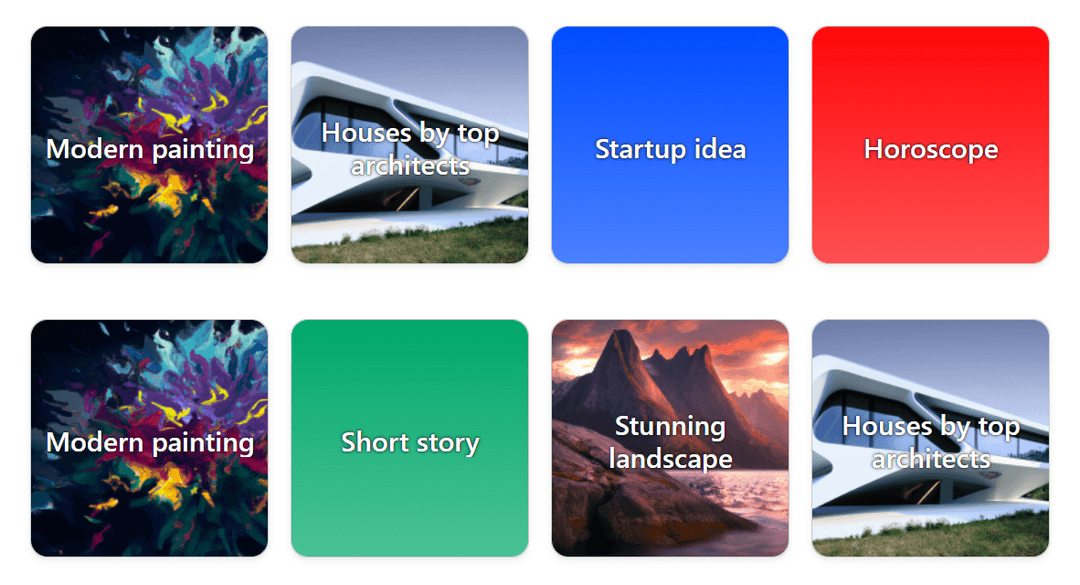 Modern painting
Houses by top
architects
Startup idea
Horoscope
Modern painting
Short story
Stunning
landscape
Houses by top
architects